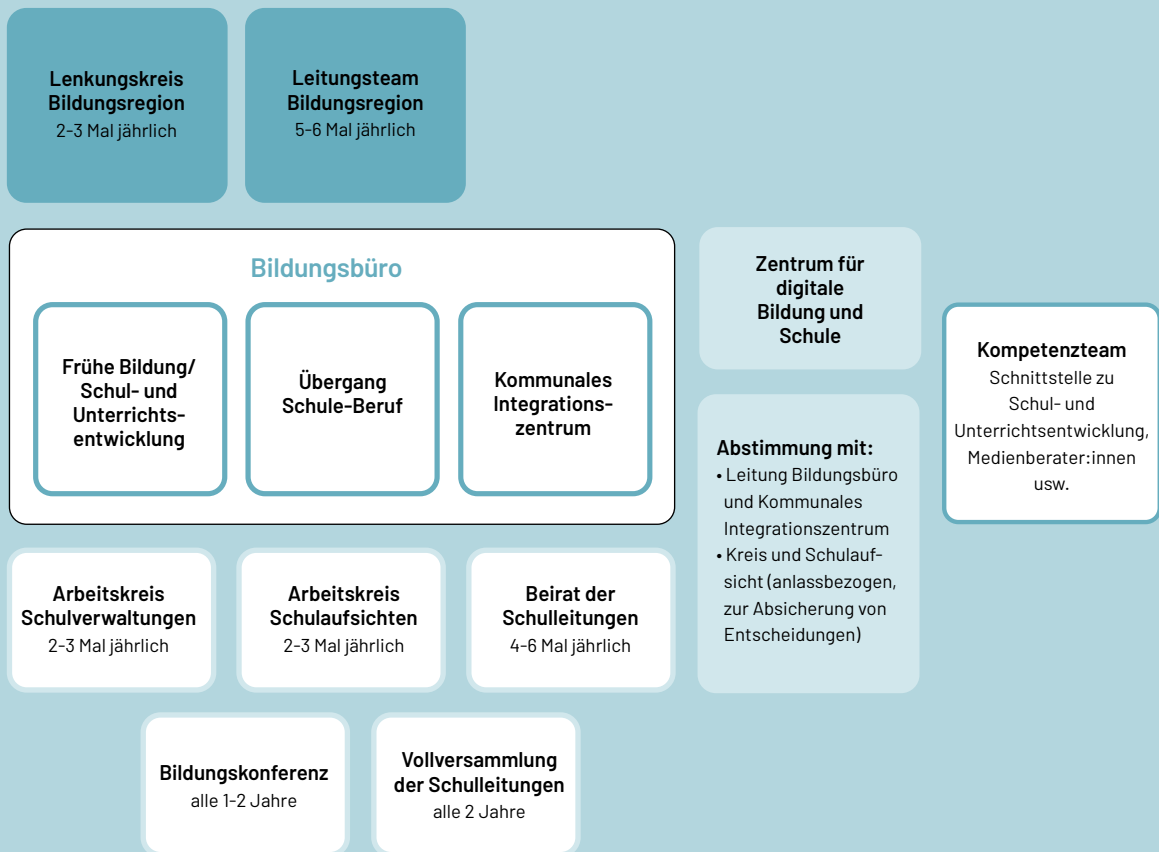 Lenkungskreis
Bildungsregion
2-3 Mal jährlich
Leitungsteam
Bildungsregion
5-6 Mal jährlich
Bildungsbüro
Frühe Bildung/
Schul- und
Unterrichts-
entwicklung
Übergang
Schule-Beruf
Kommunales
Integrations-
zentrum
Zentrum für
digitale
Bildung und
Schule
Kompetenzteam
Schnittstelle zu
Schul- und
Unterrichtsentwicklung,
Medienberater:innen
usw.
Abstimmung mit:
• Leitung Bildungsbüro
und Kommunales
Integrationszentrum
• Kreis und Schulauf-
sicht (anlassbezogen,
zur Absicherung von
Entscheidungen)
Arbeitskreis
Schulverwaltungen
2-3 Mal jährlich
Arbeitskreis
Schulaufsichten
2-3 Mal jährlich
Beirat der
Schulleitungen
4-6 Mal jährlich
Bildungskonferenz
alle 1-2 Jahre
Vollversammlung
der Schulleitungen
alle 2 Jahre